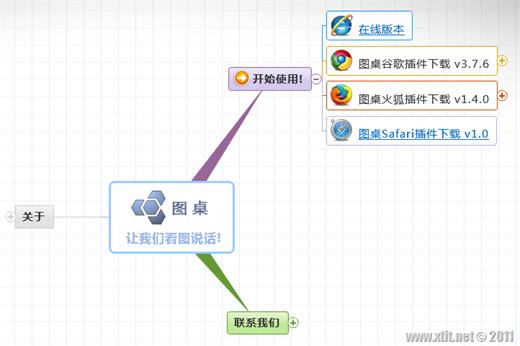 在线版本
图桌谷歌插件下载 v3.7.6
开始使用!
图桌火狐插件下载 v1.4.0
图桌Safari插件下载 v1.0
图桌
关于
让我们看图说话!
联系我们
www.xtit.net © 2011